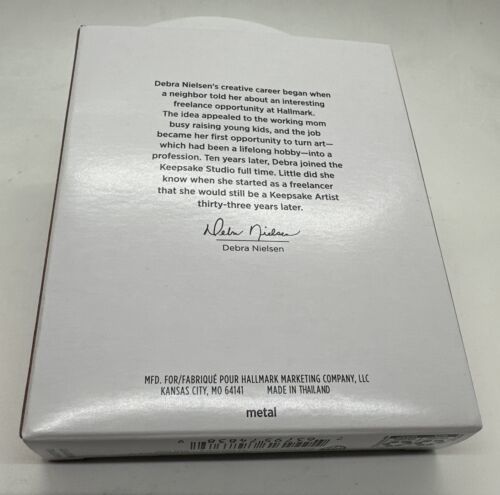 Debra Nielsen's creative career began when
a neighbor told her about an interesting
freelance opportunity at Hallmark.
The idea appealed to the working mom
busy raising young kids, and the job
became her first opportunity to turn art—
which had been a lifelong hobby—into a
profession. Ten years later, Debra joined the
Keepsake Studio full time. Little did she
know when she started as a freelancer
that she would still be a Keepsake Artist
thirty-three years later.
Debra Nielsen
Debra Nielsen
MFD. FOR/FABRIQUÉ POUR HALLMARK MARKETING COMPANY, LLC
KANSAS CITY, MO 64141 MADE IN THAILAND
metal